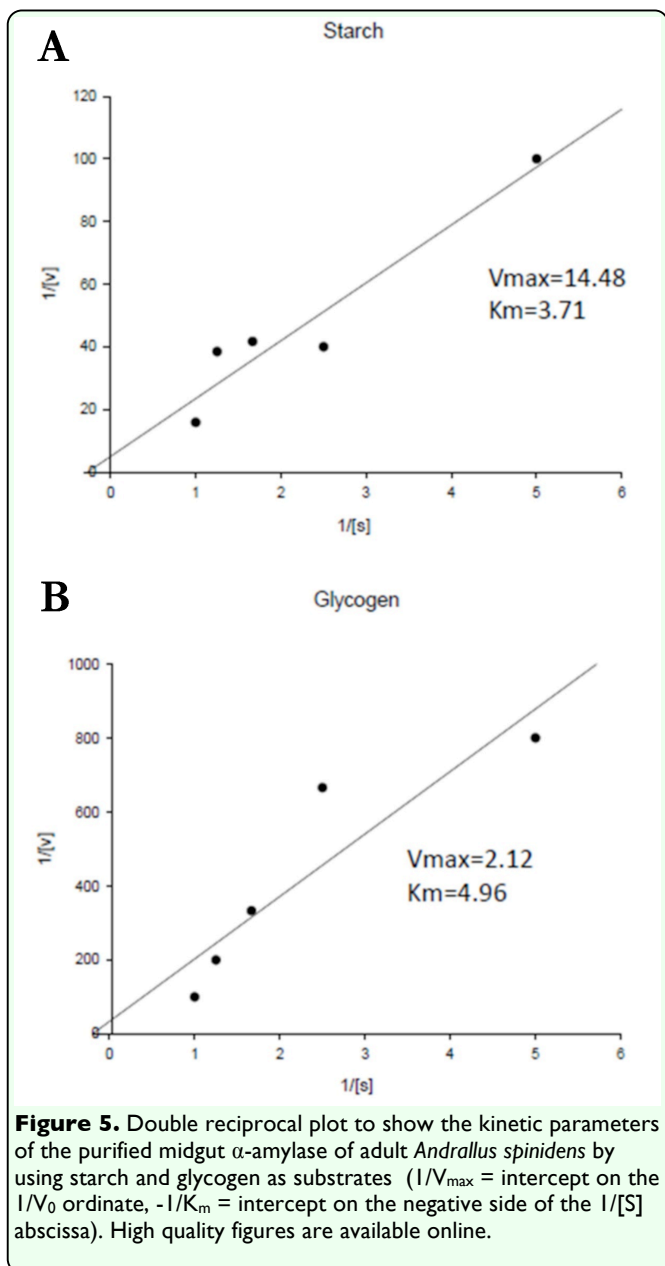 A
Starch
120
100
80
60
40
20
0
1/[v]
Vmax=14.48
Km=3.71
0 1 2 3 4 5 6
1/[s]
B
Glycogen
1000
800
600
400
200
0
1/[v]
Vmax=2.12
Km=4.96
0 1 2 3 4 5 6
1/[s]
Figure 5. Double reciprocal plot to show the kinetic parameters
of the purified midgut α-amylase of adult Andrallus spinidens by
using starch and glycogen as substrates (1/Vmax = intercept on the
1/V0 ordinate, -1/Km = intercept on the negative side of the 1/[S]
abscissa). High quality figures are available online.